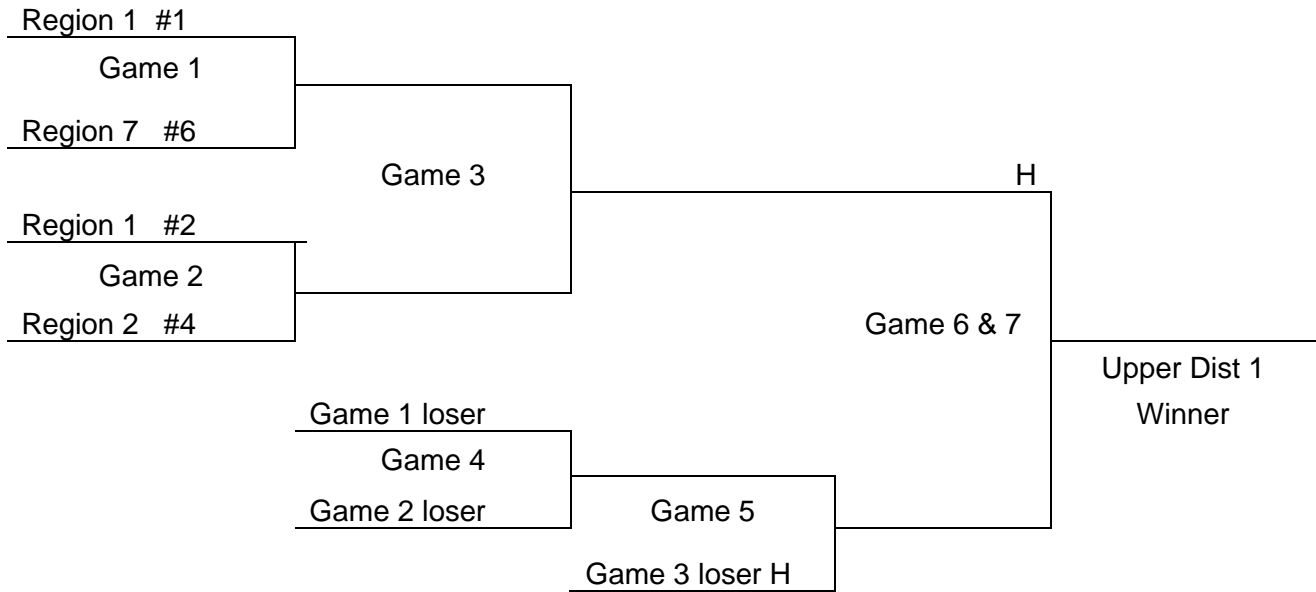 Region 1 #1
Game 1
Region 7 #6
Game 3
H
Region 1 #2
Game 2
Region 2 #4
Game 6 & 7
Upper Dist 1
Winner
Game 1 loser
Game 4
Game 2 loser
Game 5
Game 3 loser H